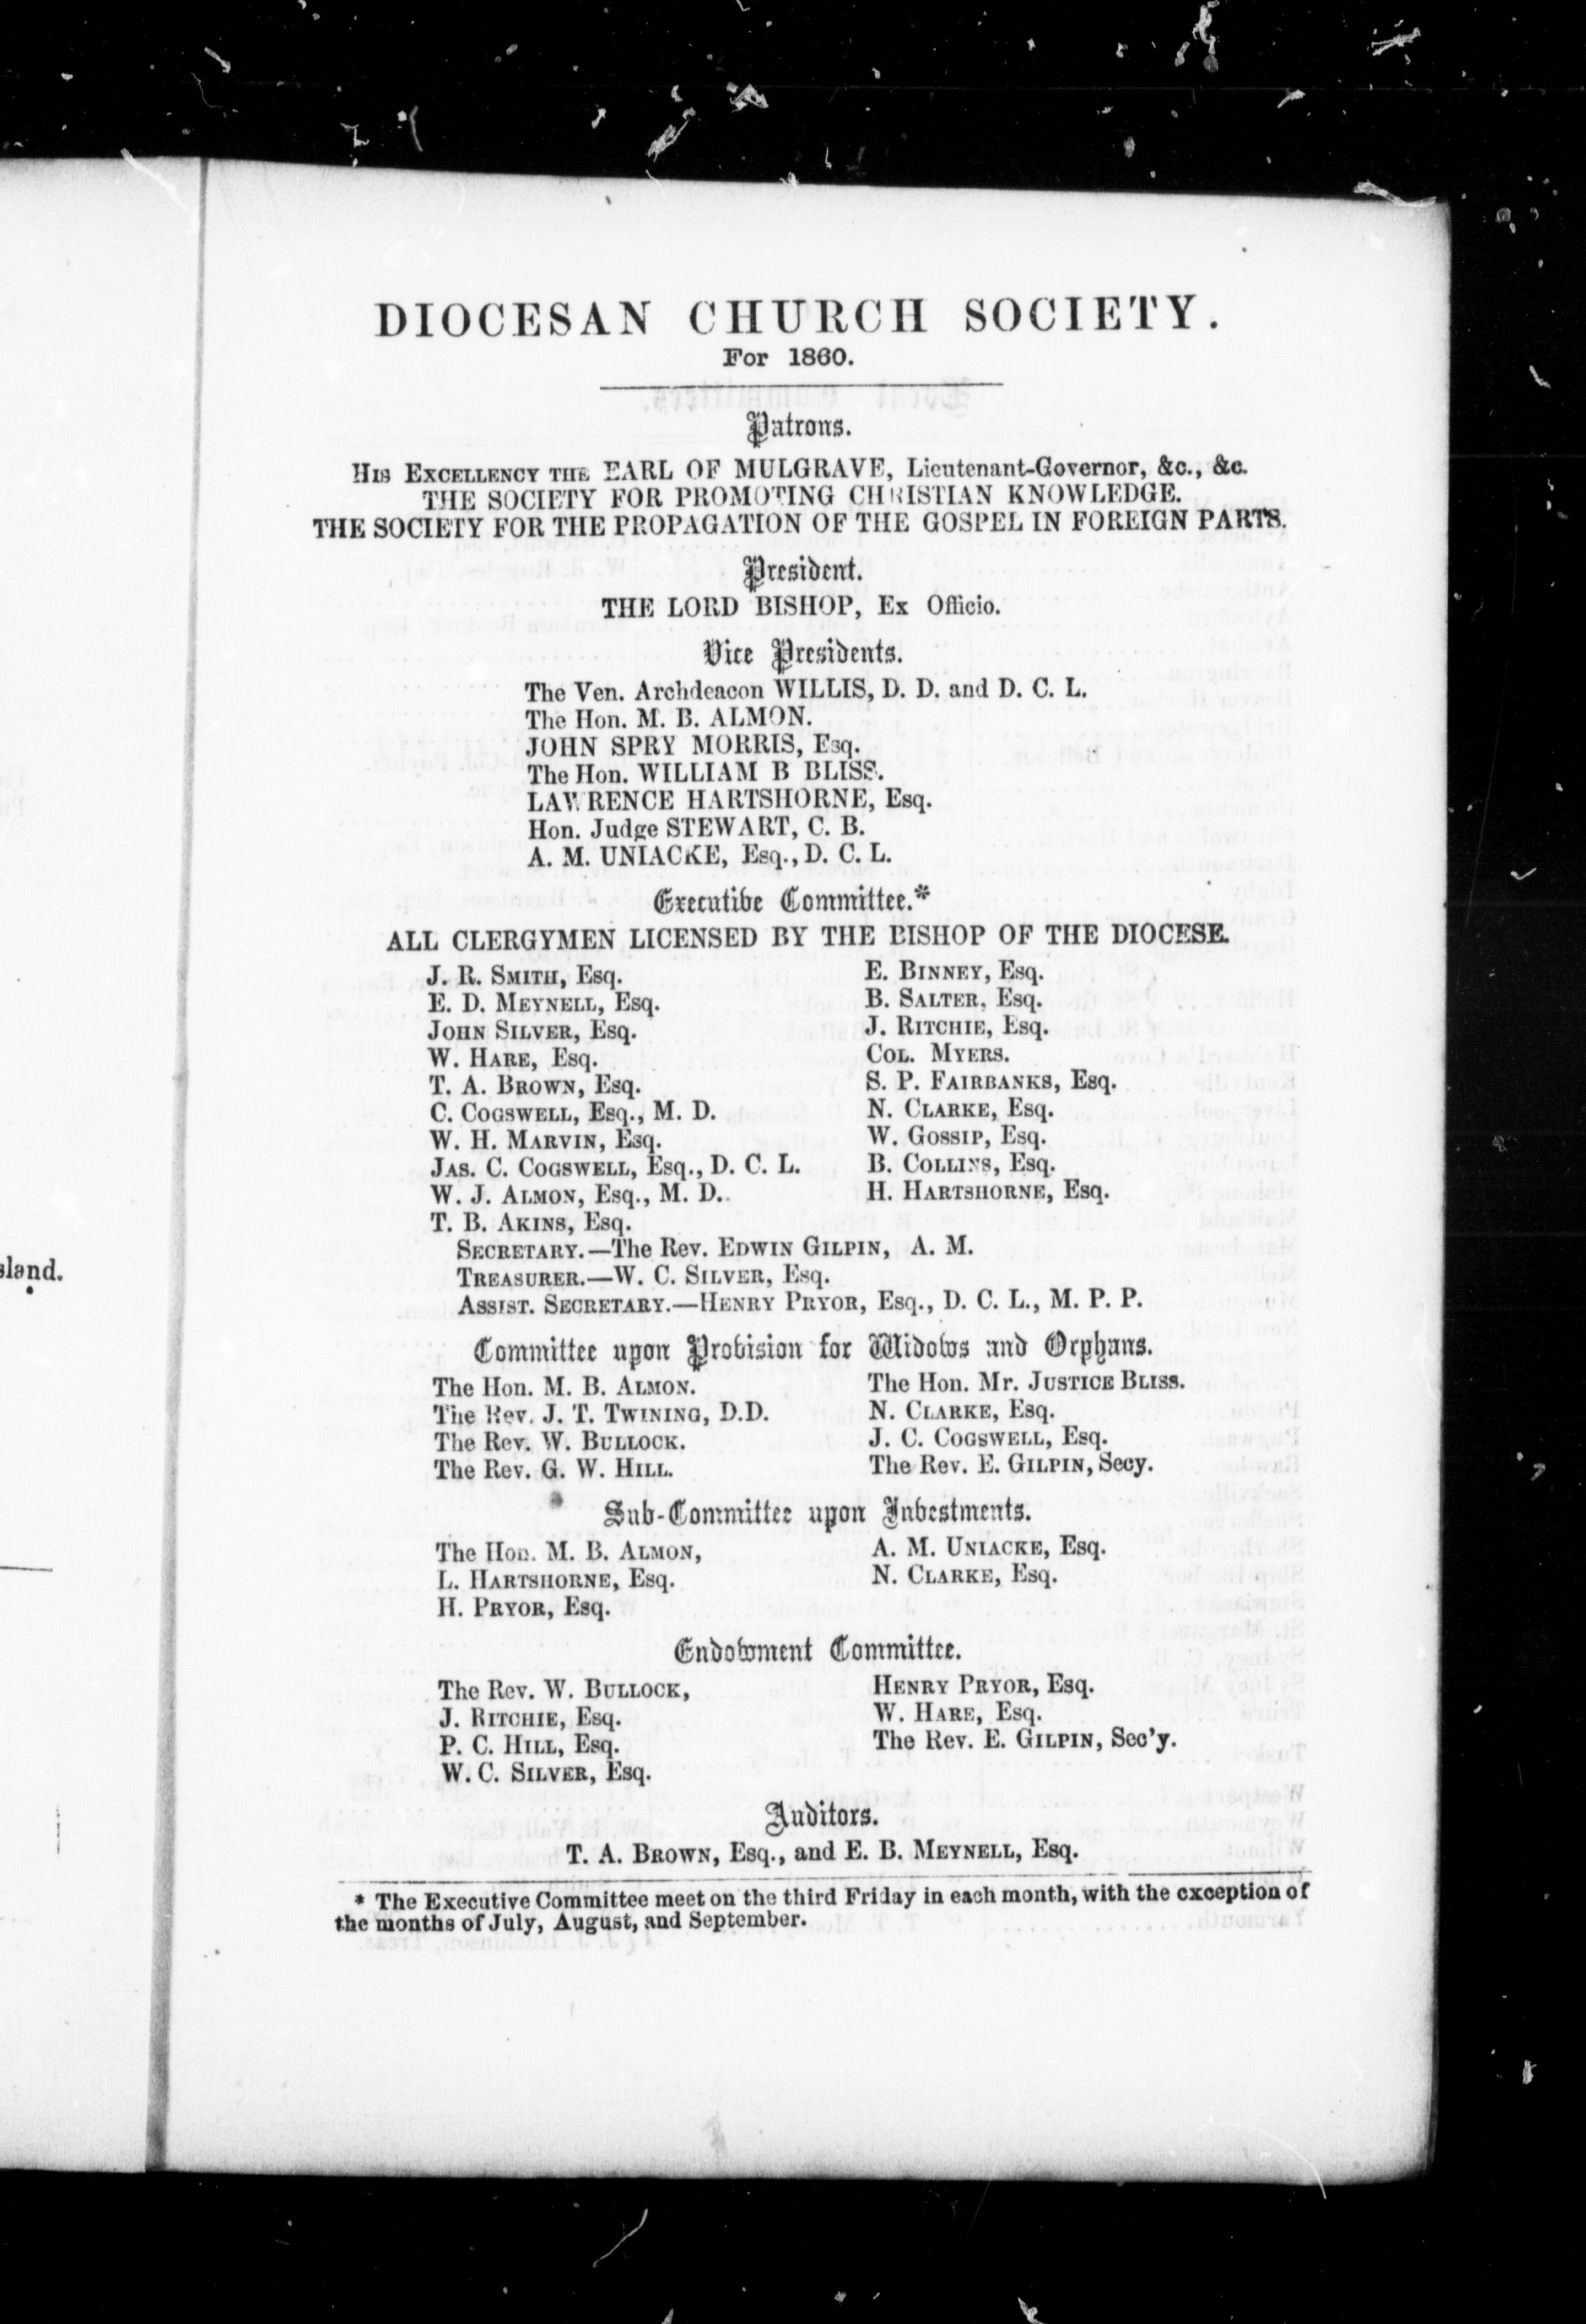 DIOCESAN CHURCH SOCIETY.
For 1860.
Patrons.
HIS EXCELLENCY THE EARL OF MULGRAVE, Lieutenant-Governor, &c., &c.
THE SOCIETY FOR PROMOTING CHRISTIAN KNOWLEDGE.
THE SOCIETY FOR THE PROPAGATION OF THE GOSPEL IN FOREIGN PARTS.
President.
THE LORD BISHOP, Ex Officio.
Vice Presidents.
The Ven. Archdeacon WILLIS, D. D. and D. C. L.
The Hon. M. B. ALMON.
JOHN SPRY MORRIS, Esq.
The Hon. WILLIAM B BLISS.
LAWRENCE HARTSHORNE, Esq.
Hon. Judge STEWART, C. B.
A. M. UNIACKE, Esq., D. C. L.
Executive Committee.*
ALL CLERGYMEN LICENSED BY THE BISHOP OF THE DIOCESE.
J. R. SMITH, Esq.
E. D. MEYNELL, Esq.
JOHN SILVER, Esq.
W. HARE, Esq.
T. A. BROWN, Esq.
C. COGSWELL, Esq., M. D.
W. H. MARVIN, Esq.
JAS. C. COGSWELL, Esq., D. C. L.
W. J. ALMON, Esq., M. D.
T. B. AKINS, Esq.
E. BINNEY, Esq.
B. SALTER, Esq.
J. RITCHIE, Esq.
COL. MYERS.
S. P. FAIRBANKS, Esq.
N. CLARKE, Esq.
W. GOSSIP, Esq.
B. COLLINS, Esq.
H. HARTSHORNE, Esq.
SECRETARY.—The Rev. EDWIN GILPIN, A. M.
TREASURER.—W. C. SILVER, Esq.
ASSIST. SECRETARY.—HENRY PRYOR, Esq., D. C. L., M. P. P.
Committee upon Provision for Widows and Orphans.
The Hon. M. B. ALMON.
The Rev. J. T. TWINING, D.D.
The Rev. W. BULLOCK.
The Rev. G. W. HILL.
The Hon. Mr. JUSTICE BLISS.
N. CLARKE, Esq.
J. C. COGSWELL, Esq.
The Rev. E. GILPIN, Secy.
Sub-Committee upon Investments.
The Hon. M. B. ALMON,
L. HARTSHORNE, Esq.
H. PRYOR, Esq.
A. M. UNIACKE, Esq.
N. CLARKE, Esq.
Endowment Committee.
The Rev. W. BULLOCK,
J. RITCHIE, Esq.
P. C. HILL, Esq.
W. C. SILVER, Esq.
HENRY PRYOR, Esq.
W. HARE, Esq.
The Rev. E. GILPIN, Sec'y.
Auditors.
T. A. BROWN, Esq., and E. B. MEYNELL, Esq.
* The Executive Committee meet on the third Friday in each month, with the exception of
the months of July, August, and September.